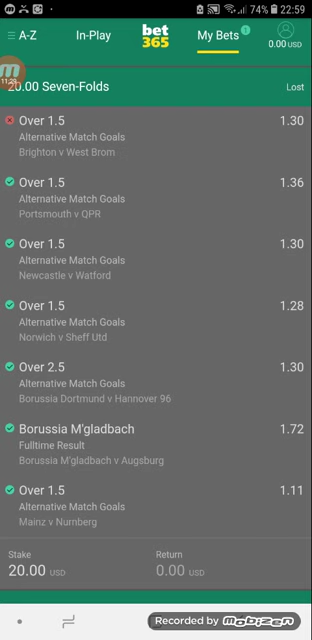 74% 22:59
A-Z
In-Play
bet
365
My Bets
1
0.00 USD
20.00 Seven-Folds
Lost
Over 1.5
1.30
Alternative Match Goals
Brighton v West Brom
Over 1.5
1.36
Alternative Match Goals
Portsmouth v QPR
Over 1.5
1.30
Alternative Match Goals
Newcastle v Watford
Over 1.5
1.28
Alternative Match Goals
Norwich v Sheff Utd
Over 2.5
1.30
Alternative Match Goals
Borussia Dortmund v Hannover 96
Borussia M'gladbach
1.72
Fulltime Result
Borussia M'gladbach v Augsburg
Over 1.5
1.11
Alternative Match Goals
Mainz v Nurnberg
Stake
Return
20.00 USD
0.00 USD
Recorded by mobizen